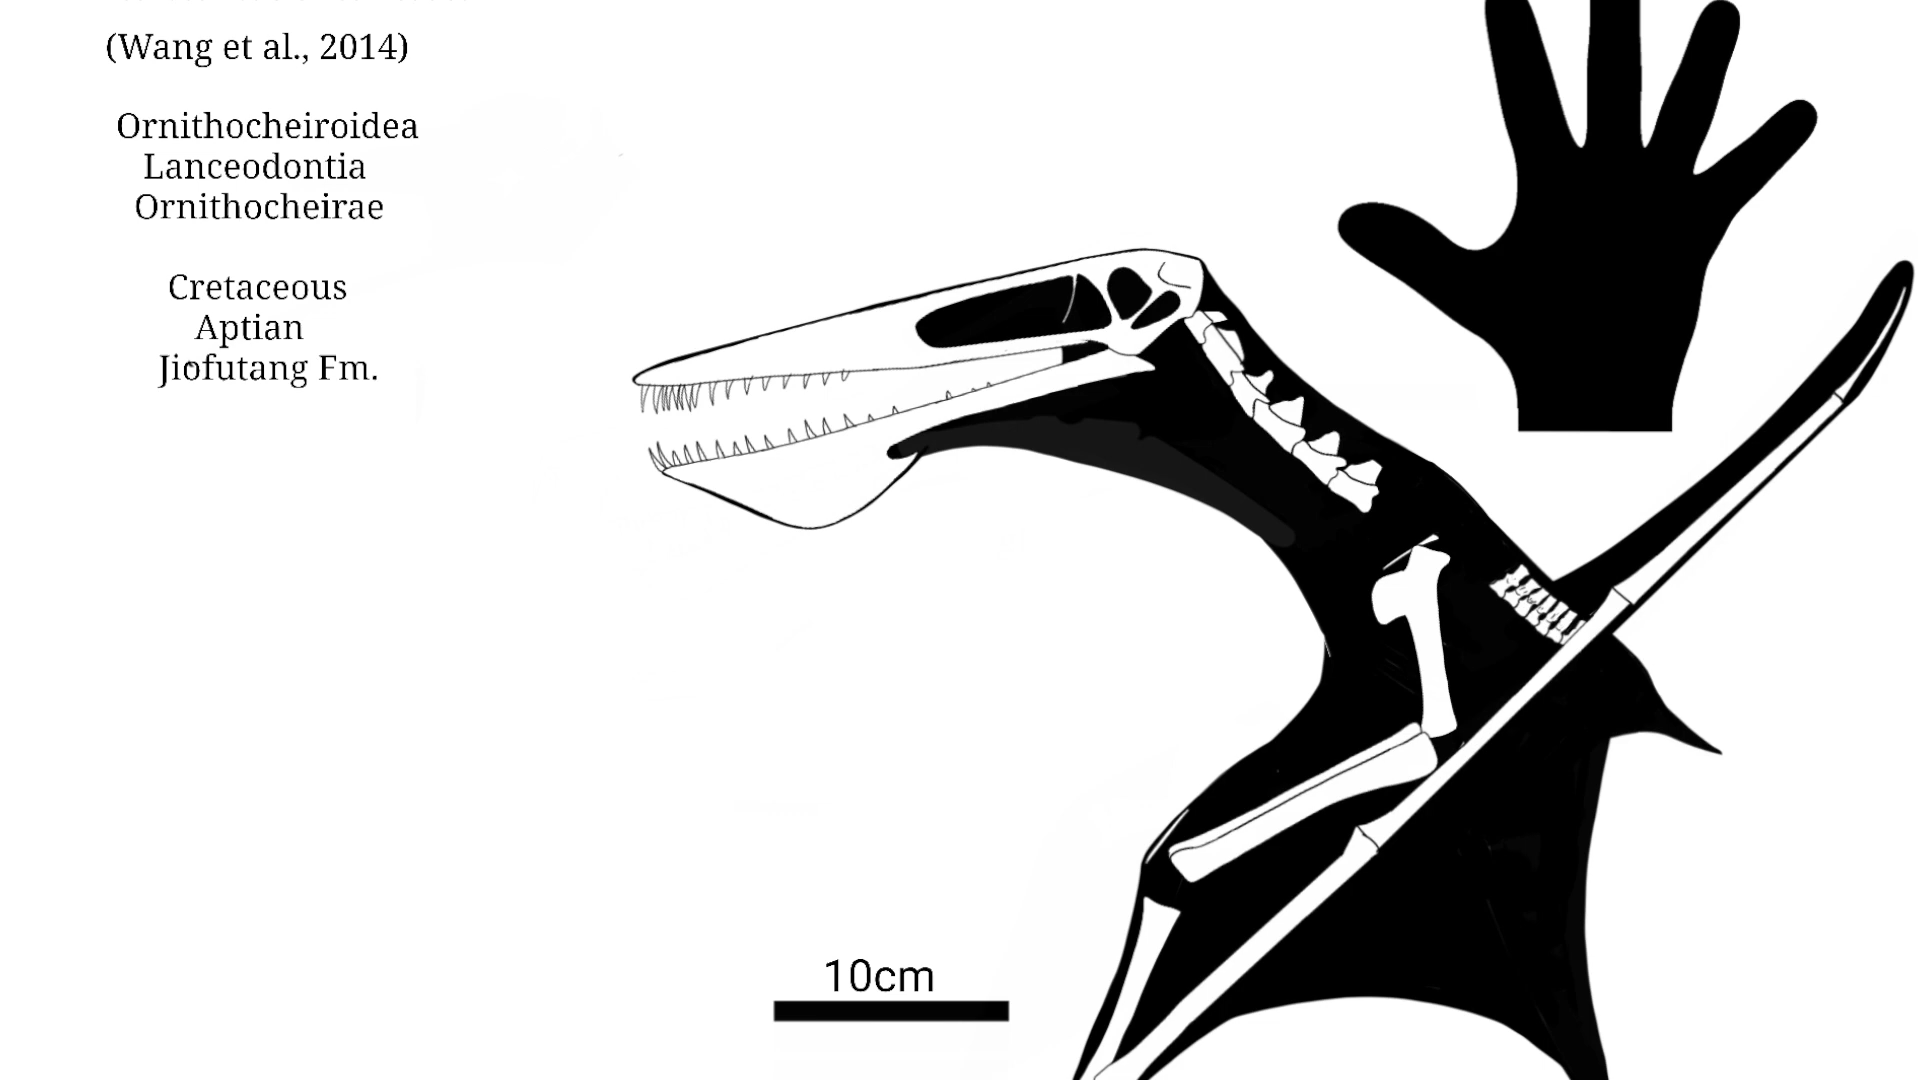 (Wang et al., 2014)
Ornithocheiroidea
Lanceodontia
Ornithocheirae
Cretaceous
Aptian
Jiofutang Fm.
10cm